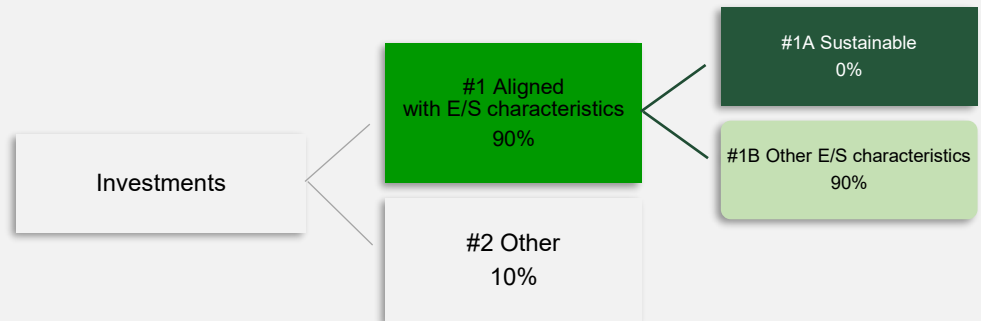 Investments
#1 Aligned
with E/S characteristics
90%
#2 Other
10%
#1A Sustainable
0%
#1B Other E/S characteristics
90%